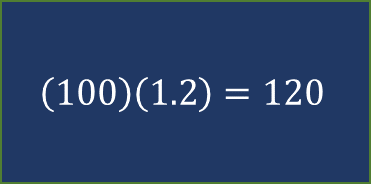 (100)(1.2) = 120